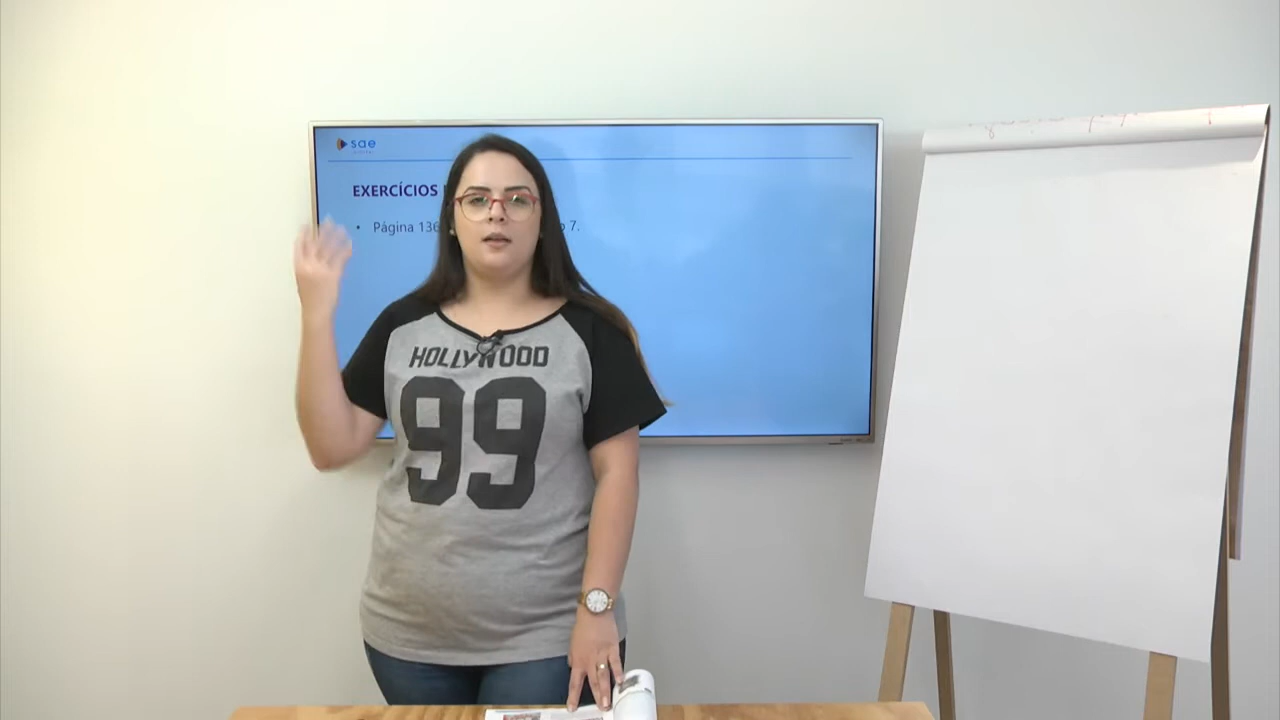 sae
EXERCÍCIOS
• Página 136
7.
HOLLYWOOD
99